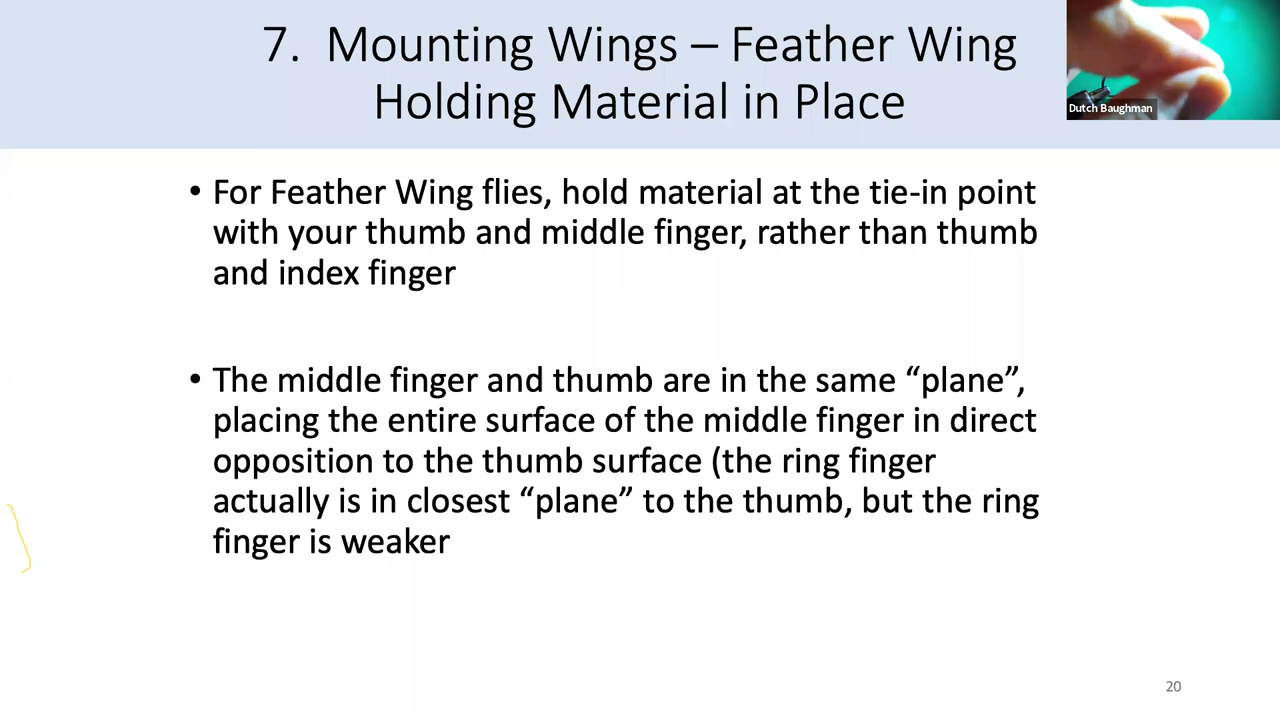 7. Mounting Wings – Feather Wing
Holding Material in Place
Dutch Baughman
• For Feather Wing flies, hold material at the tie-in point
with your thumb and middle finger, rather than thumb
and index finger
• The middle finger and thumb are in the same “plane”,
placing the entire surface of the middle finger in direct
opposition to the thumb surface (the ring finger
actually is in closest “plane” to the thumb, but the ring
finger is weaker
20